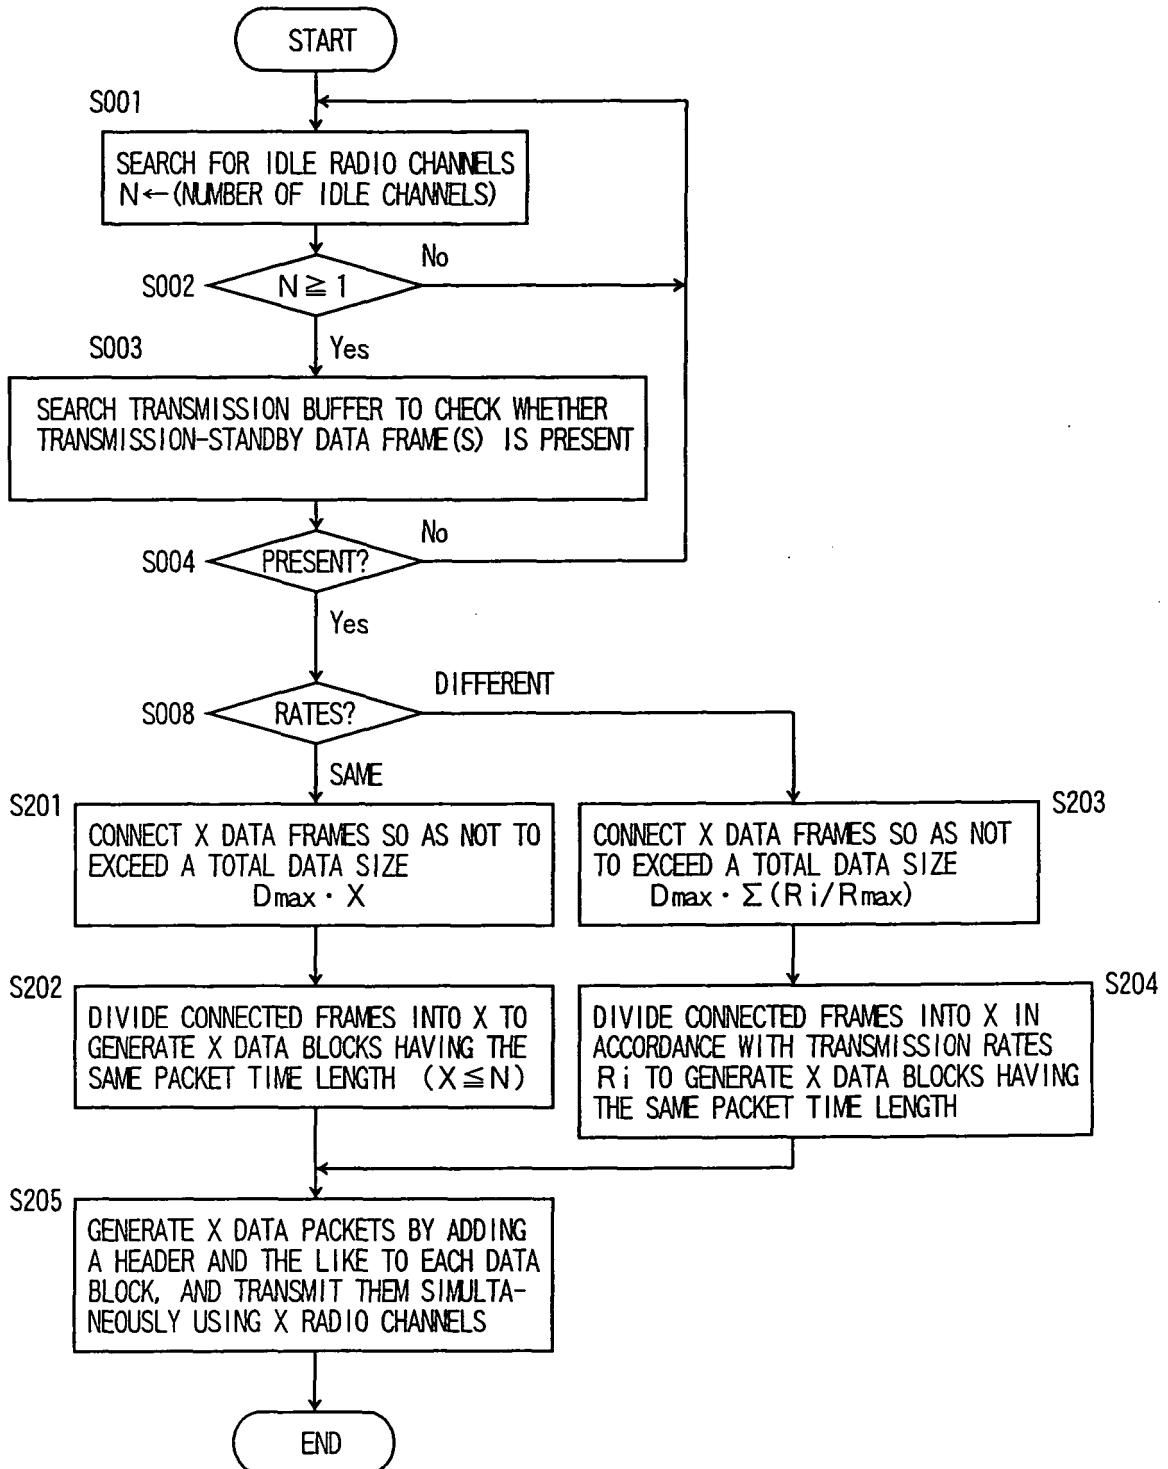 START
S001
SEARCH FOR IDLE RADIO CHANNELS
N←(NUMBER OF IDLE CHANNELS)
No
S002
N≧1
Yes
S003
SEARCH TRANSMISSION BUFFER TO CHECK WHETHER
TRANSMISSION-STANDBY DATA FRAME(S) IS PRESENT
No
S004
PRESENT?
Yes
DIFFERENT
S008
RATES?
SAME
S201
CONNECT X DATA FRAMES SO AS NOT TO
EXCEED A TOTAL DATA SIZE
Dmax・X
S203
CONNECT X DATA FRAMES SO AS NOT
TO EXCEED A TOTAL DATA SIZE
Dmax・Σ(Ri/Rmax)
S202
DIVIDE CONNECTED FRAMES INTO X TO
GENERATE X DATA BLOCKS HAVING THE
SAME PACKET TIME LENGTH (X≦N)
S204
DIVIDE CONNECTED FRAMES INTO X IN
ACCORDANCE WITH TRANSMISSION RATES
Ri TO GENERATE X DATA BLOCKS HAVING
THE SAME PACKET TIME LENGTH
S205
GENERATE X DATA PACKETS BY ADDING
A HEADER AND THE LIKE TO EACH DATA
BLOCK, AND TRANSMIT THEM SIMULTA-
NEOUSLY USING X RADIO CHANNELS
END